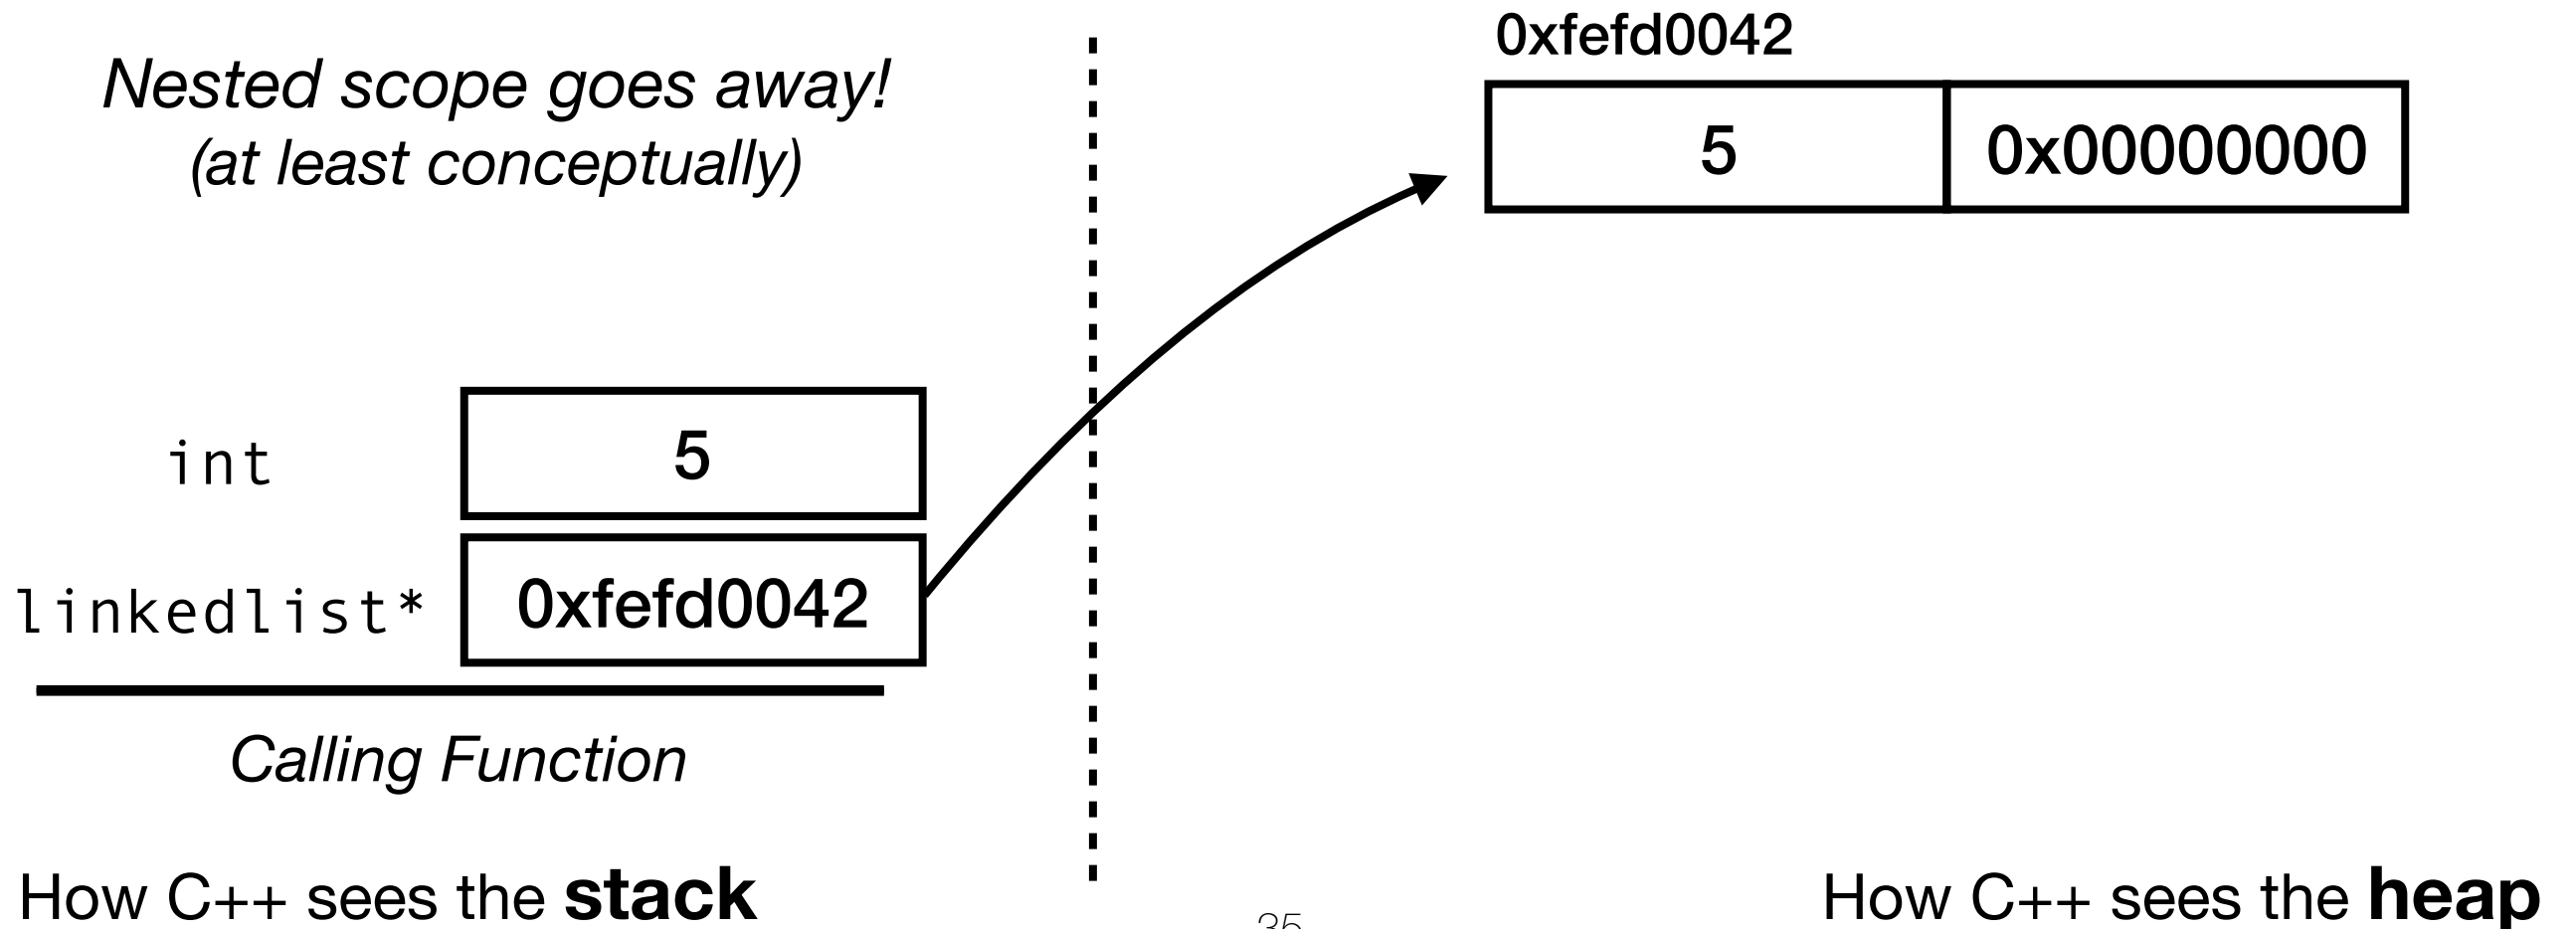 Nested scope goes away!
(at least conceptually)
int
5
linkedlist*
0xfefd0042
Calling Function
How C++ sees the stack
0xfefd0042
5
0x00000000
35
How C++ sees the heap